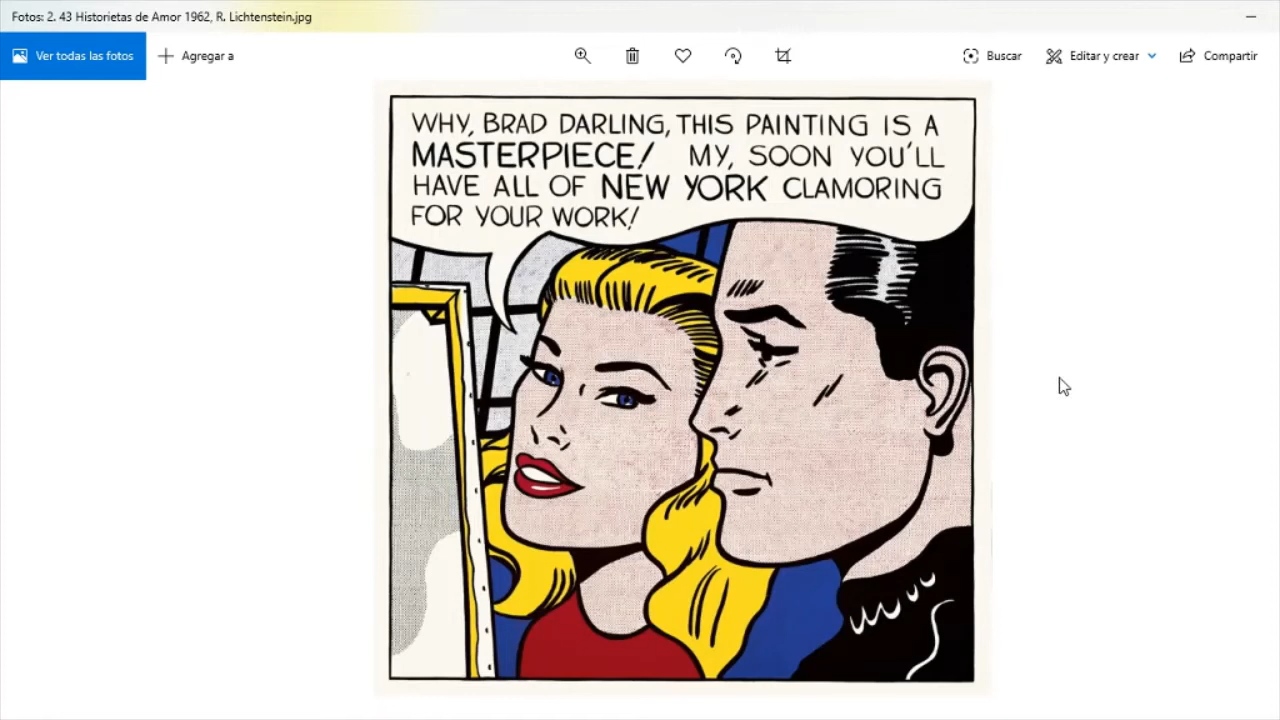 Fotos: 2. 43 Historietas de Amor 1962, R. Lichtenstein.jpg
Ver todas las fotos
Agregar a
Buscar
Editar y crear
Compartir
WHY, BRAD DARLING, THIS PAINTING IS A
MASTERPIECE! MY, SOON YOU'LL
HAVE ALL OF NEW YORK CLAMORING
FOR YOUR WORK!